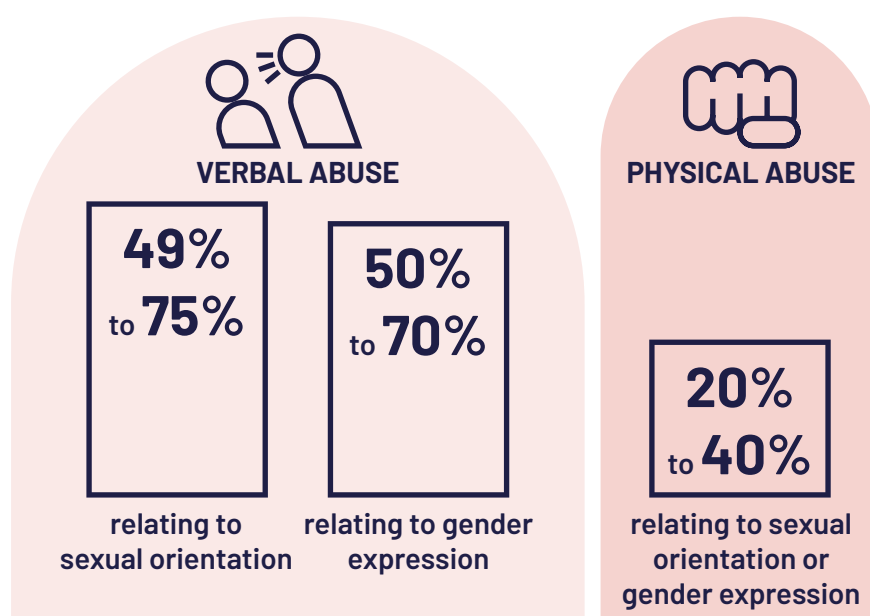 VERBAL ABUSE
49%
to 75%
relating to
sexual orientation
50%
to 70%
relating to gender
expression
PHYSICAL ABUSE
20%
to 40%
relating to sexual
orientation or
gender expression